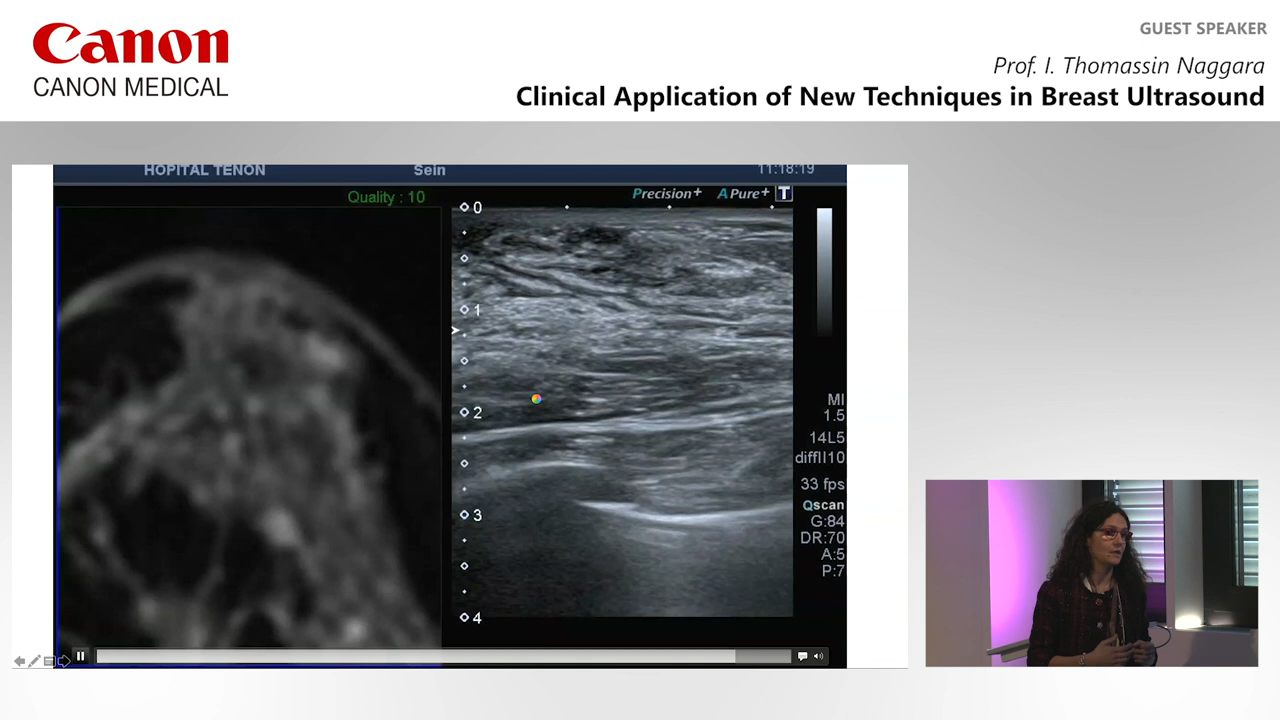 Canon
CANON MEDICAL
GUEST SPEAKER
Prof. I. Thomassin Naggara
Clinical Application of New Techniques in Breast Ultrasound
HOPITAL TENON
Sein
11:18:19
Quality : 10
Precision+
A Pure+
T
0
1
2
3
4
MI
1.5
14L5
diffII10
33 fps
Qscan
G:84
DR:70
A:5
P:7